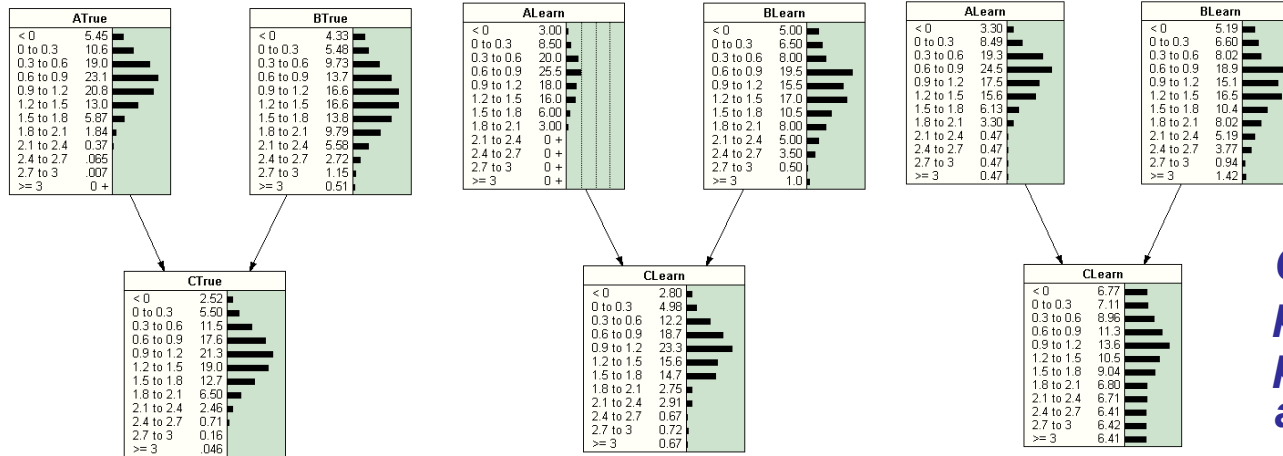 ATrue
< 0 5.45
0 to 0.3 10.6
0.3 to 0.6 19.0
0.6 to 0.9 23.1
0.9 to 1.2 20.8
1.2 to 1.5 13.0
1.5 to 1.8 5.87
1.8 to 2.1 1.84
2.1 to 2.4 0.37
2.4 to 2.7 .065
2.7 to 3 .007
>= 3 0 +
BTrue
< 0 4.33
0 to 0.3 5.48
0.3 to 0.6 9.73
0.6 to 0.9 13.7
0.9 to 1.2 16.6
1.2 to 1.5 16.6
1.5 to 1.8 13.8
1.8 to 2.1 9.79
2.1 to 2.4 5.58
2.4 to 2.7 2.72
2.7 to 3 1.15
>= 3 0.51
CTrue
< 0 2.52
0 to 0.3 5.50
0.3 to 0.6 11.5
0.6 to 0.9 17.6
0.9 to 1.2 21.3
1.2 to 1.5 19.0
1.5 to 1.8 12.7
1.8 to 2.1 6.50
2.1 to 2.4 2.46
2.4 to 2.7 0.71
2.7 to 3 0.16
>= 3 .046
ALearn
< 0 3.00
0 to 0.3 8.50
0.3 to 0.6 20.0
0.6 to 0.9 25.5
0.9 to 1.2 18.0
1.2 to 1.5 16.0
1.5 to 1.8 6.00
1.8 to 2.1 3.00
2.1 to 2.4 0 +
2.4 to 2.7 0 +
2.7 to 3 0 +
>= 3 0 +
BLearn
< 0 5.00
0 to 0.3 6.50
0.3 to 0.6 8.00
0.6 to 0.9 19.5
0.9 to 1.2 15.5
1.2 to 1.5 17.0
1.5 to 1.8 10.5
1.8 to 2.1 8.00
2.1 to 2.4 5.00
2.4 to 2.7 3.50
2.7 to 3 0.50
>= 3 1.0
CLearn
< 0 2.80
0 to 0.3 4.98
0.3 to 0.6 12.2
0.6 to 0.9 18.7
0.9 to 1.2 23.3
1.2 to 1.5 15.6
1.5 to 1.8 14.7
1.8 to 2.1 2.75
2.1 to 2.4 2.91
2.4 to 2.7 0.67
2.7 to 3 0.72
>= 3 0.67
ALearn
< 0 3.30
0 to 0.3 8.49
0.3 to 0.6 19.3
0.6 to 0.9 24.5
0.9 to 1.2 17.5
1.2 to 1.5 15.6
1.5 to 1.8 6.13
1.8 to 2.1 3.30
2.1 to 2.4 0.47
2.4 to 2.7 0.47
2.7 to 3 0.47
>= 3 0.47
BLearn
< 0 5.19
0 to 0.3 6.60
0.3 to 0.6 8.02
0.6 to 0.9 18.9
0.9 to 1.2 15.1
1.2 to 1.5 16.5
1.5 to 1.8 10.4
1.8 to 2.1 8.02
2.1 to 2.4 5.19
2.4 to 2.7 3.77
2.7 to 3 0.94
>= 3 1.42
CLearn
< 0 6.77
0 to 0.3 7.11
0.3 to 0.6 8.96
0.6 to 0.9 11.3
0.9 to 1.2 13.6
1.2 to 1.5 10.5
1.5 to 1.8 9.04
1.8 to 2.1 6.80
2.1 to 2.4 6.71
2.4 to 2.7 6.41
2.7 to 3 6.42
>= 3 6.41